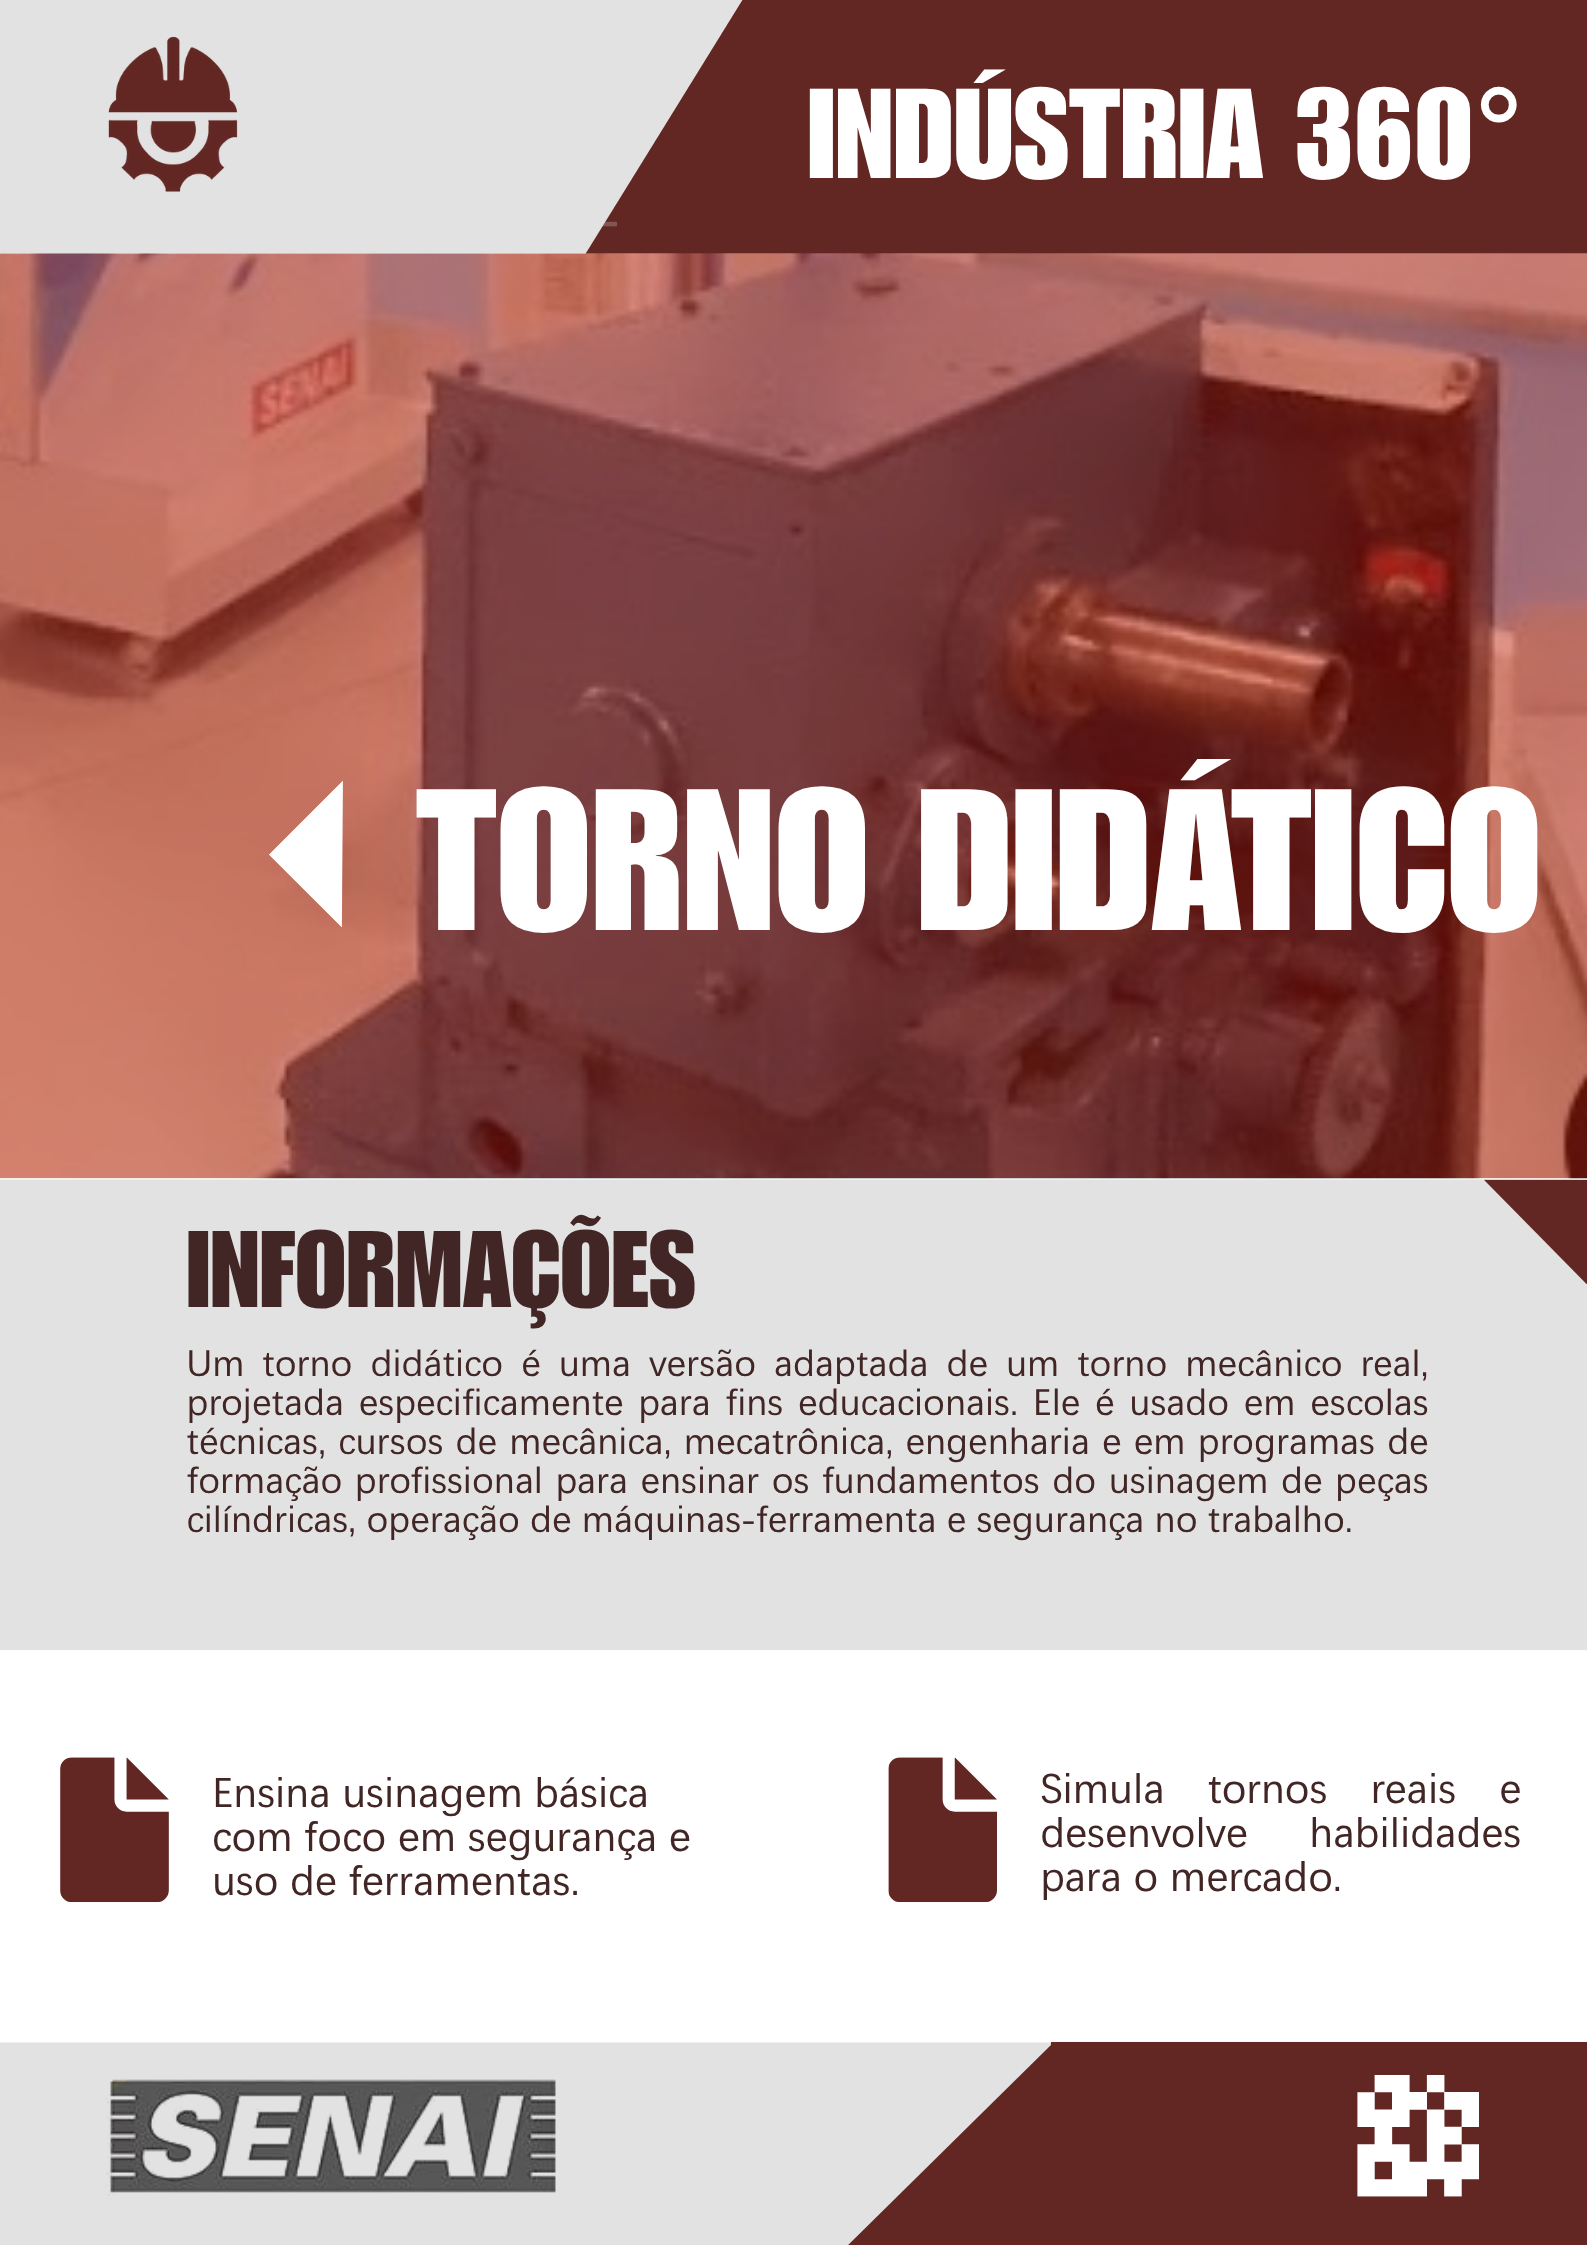 INDÚSTRIA 360°
SENAI
TORNO DIDÁTICO
INFORMAÇÕES
Um torno didático é uma versão adaptada de um torno mecânico real,
projetada especificamente para fins educacionais. Ele é usado em escolas
técnicas, cursos de mecânica, mecatrônica, engenharia e em programas de
formação profissional para ensinar os fundamentos do usinagem de peças
cilíndricas, operação de máquinas-ferramenta e segurança no trabalho.
Ensina usinagem básica
com foco em segurança e
uso de ferramentas.
Simula tornos reais e
desenvolve habilidades
para o mercado.
SENAI